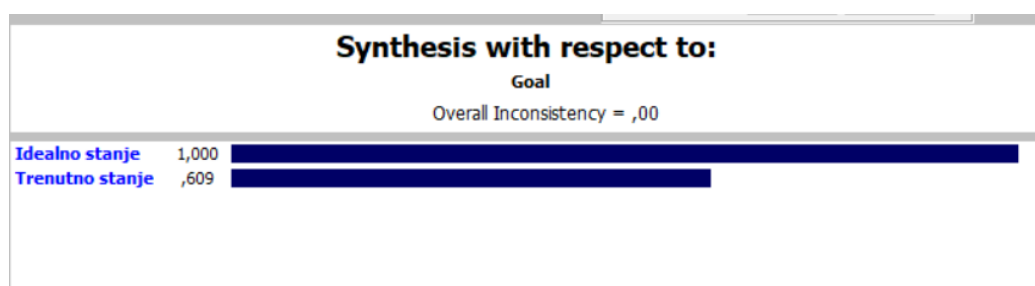 Synthesis with respect to:
Goal
Overall Inconsistency = ,00
Idealno stanje 1,000
Trenutno stanje ,609